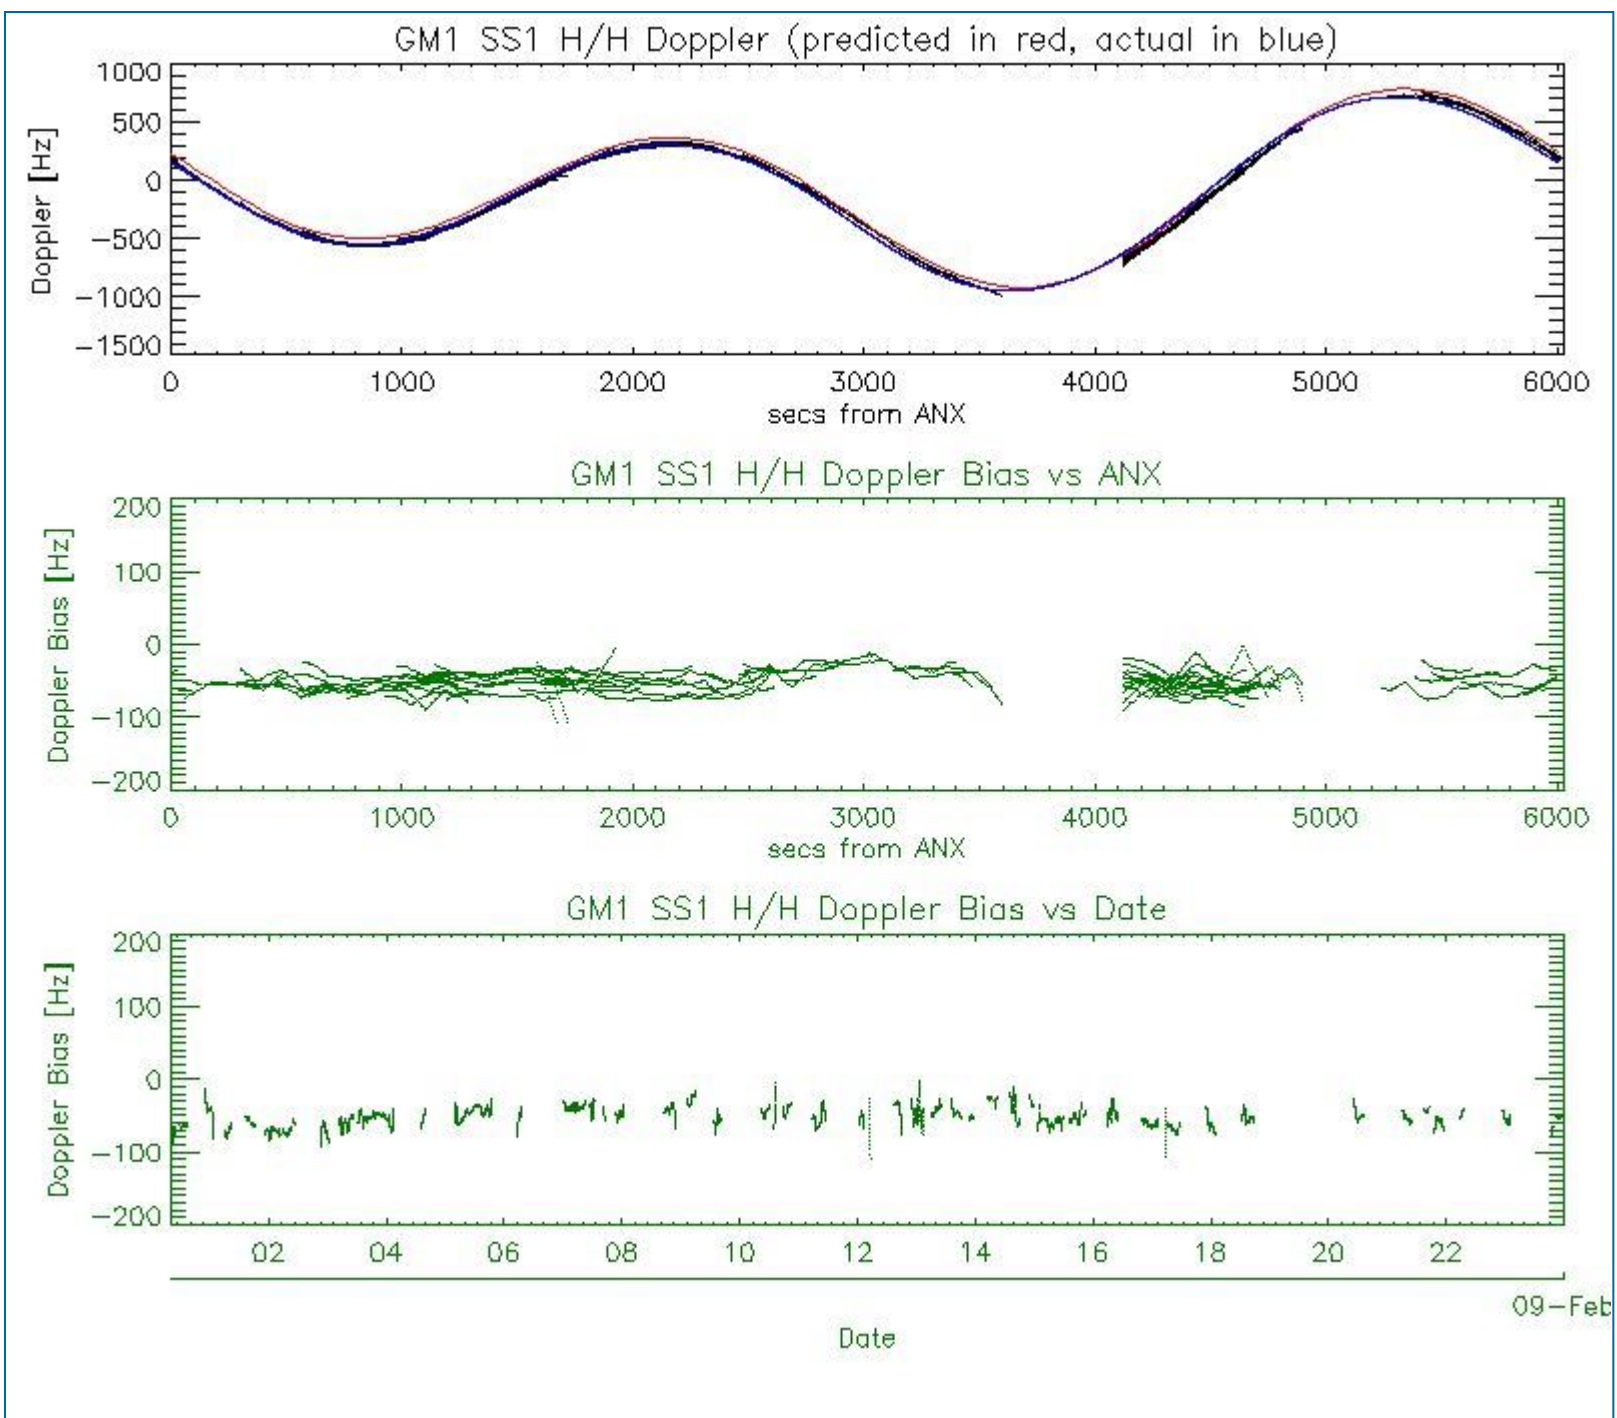 GM1 SS1 H/H Doppler (predicted in red, actual in blue)
1000
500
0
−500
−1000
−1500
Doppler [Hz]
0 1000 2000 3000 4000 5000 6000
secs from ANX
GM1 SS1 H/H Doppler Bias vs ANX
200
100
0
−100
−200
Doppler Bias [Hz]
0 1000 2000 3000 4000 5000 6000
secs from ANX
GM1 SS1 H/H Doppler Bias vs Date
200
100
0
−100
−200
Doppler Bias [Hz]
02 04 06 08 10 12 14 16 18 20 22
09−Feb
Date